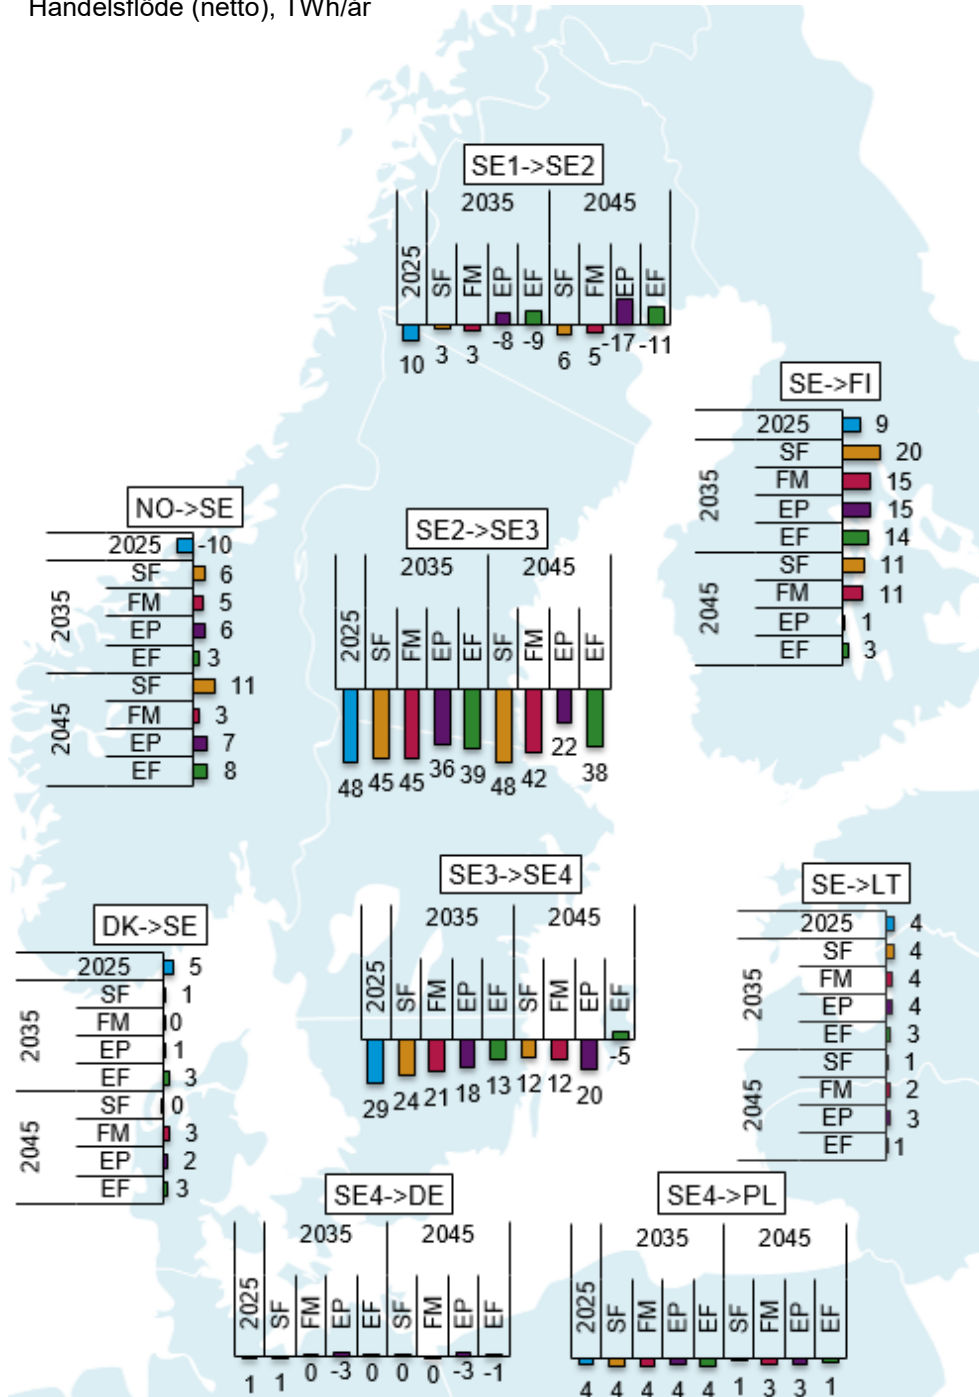 Handelsflöde (netto), TWh/år
SE1->SE2
2035 2045
2025 SF FM EP EF SF FM EP EF
10 3 3 -8 -9 6 5 -17 -11
SE->FI
2025 9
2035
SF 20
FM 15
EP 15
EF 14
2045
SF 11
FM 11
EP 1
EF 3
NO->SE
2025 -10
2035
SF 6
FM 5
EP 6
EF 3
2045
SF 11
FM 3
EP 7
EF 8
SE2->SE3
2035 2045
2025 SF FM EP EF SF FM EP EF
48 45 45 36 39 48 42 22 38
SE3->SE4
2035 2045
2025 SF FM EP EF SF FM EP EF
29 24 21 18 13 12 12 20 -5
SE->LT
2025 4
2035
SF 4
FM 4
EP 4
EF 3
2045
SF 1
FM 2
EP 3
EF 1
DK->SE
2025 5
2035
SF 1
FM 0
EP 1
EF 3
2045
SF 0
FM 3
EP 2
EF 3
SE4->DE
2035 2045
2025 SF FM EP EF SF FM EP EF
1 1 0 -3 0 0 0 -3 -1
SE4->PL
2035 2045
2025 SF FM EP EF SF FM EP EF
4 4 4 4 4 1 3 3 1